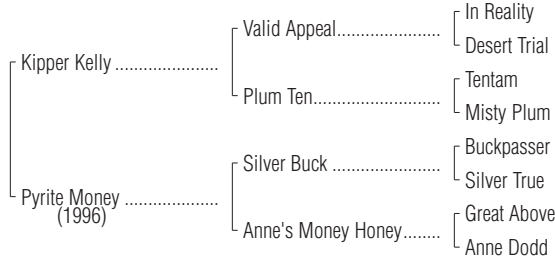 In Reality
Valid Appeal.......................
Desert Trial
Kipper Kelly .......................
Tentam
Plum Ten............................
Misty Plum
Buckpasser
Silver Buck ........................
Silver True
Pyrite Money .....................
(1996)
Great Above
Anne's Money Honey........
Anne Dodd